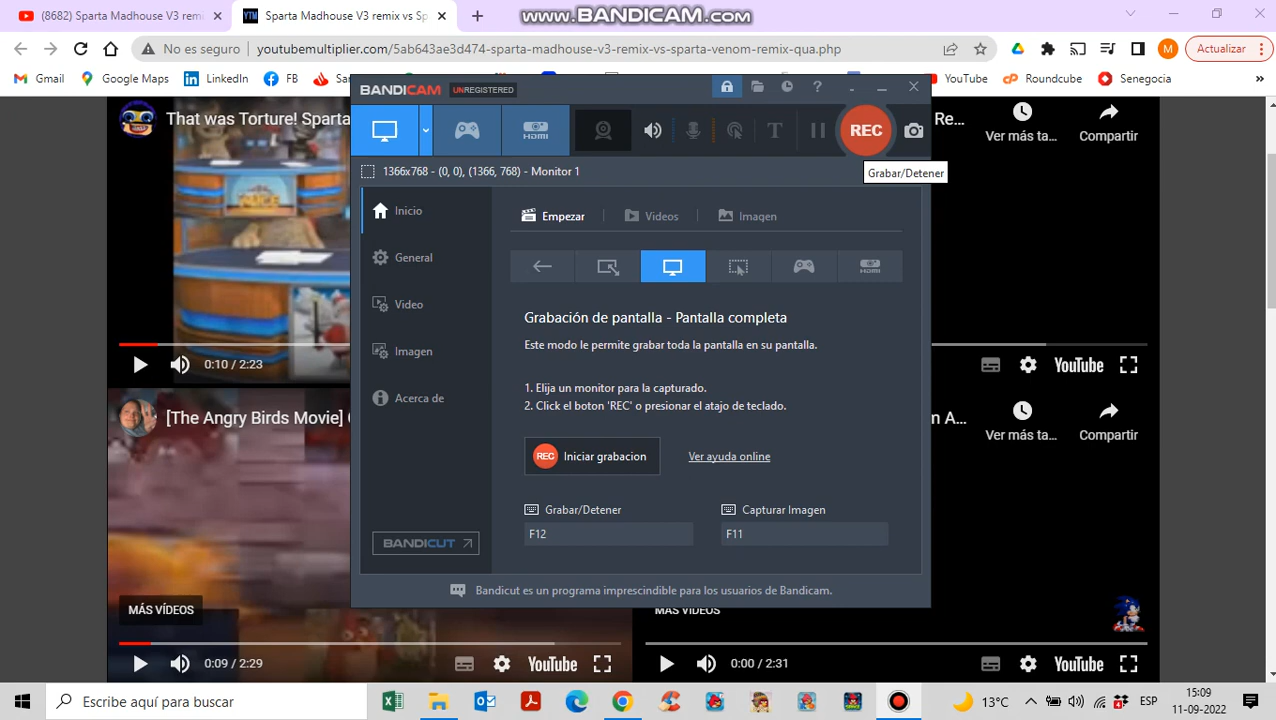 (8682) Sparta Madhouse V3 remi
Sparta Madhouse V3 remix vs Sp
www.BANDICAM.com
No es seguro
youtubemultiplier.com/5ab643ae3d474-sparta-madhouse-v3-remix-vs-sparta-venom-remix-qua.php
M
Actualizar
Gmail
Google Maps
LinkedIn
FB
YouTube
Roundcube
Senegocia
»
BANDICAM
UNREGISTERED
HDMI
REC
That was Torture! Sparta
Re...
Ver más ta...
Compartir
Grabar/Detener
1366x768 - (0, 0), (1366, 768) - Monitor 1
Inicio
General
Video
Imagen
Acerca de
BANDICUT
Empezar
Videos
Imagen
HDMI
Grabación de pantalla - Pantalla completa
Este modo le permite grabar toda la pantalla en su pantalla.
1. Elija un monitor para la capturado.
2. Click el boton 'REC' o presionar el atajo de teclado.
REC
Iniciar grabacion
Ver ayuda online
Grabar/Detener
F12
Capturar Imagen
F11
Bandicut es un programa imprescindible para los usuarios de Bandicam.
0:10 / 2:23
YouTube
[The Angry Birds Movie]
m A...
Ver más ta...
Compartir
MÁS VÍDEOS
0:09 / 2:29
YouTube
MÁS VÍDEOS
0:00 / 2:31
YouTube
Escribe aquí para buscar
13°C
ESP
15:09
11-09-2022